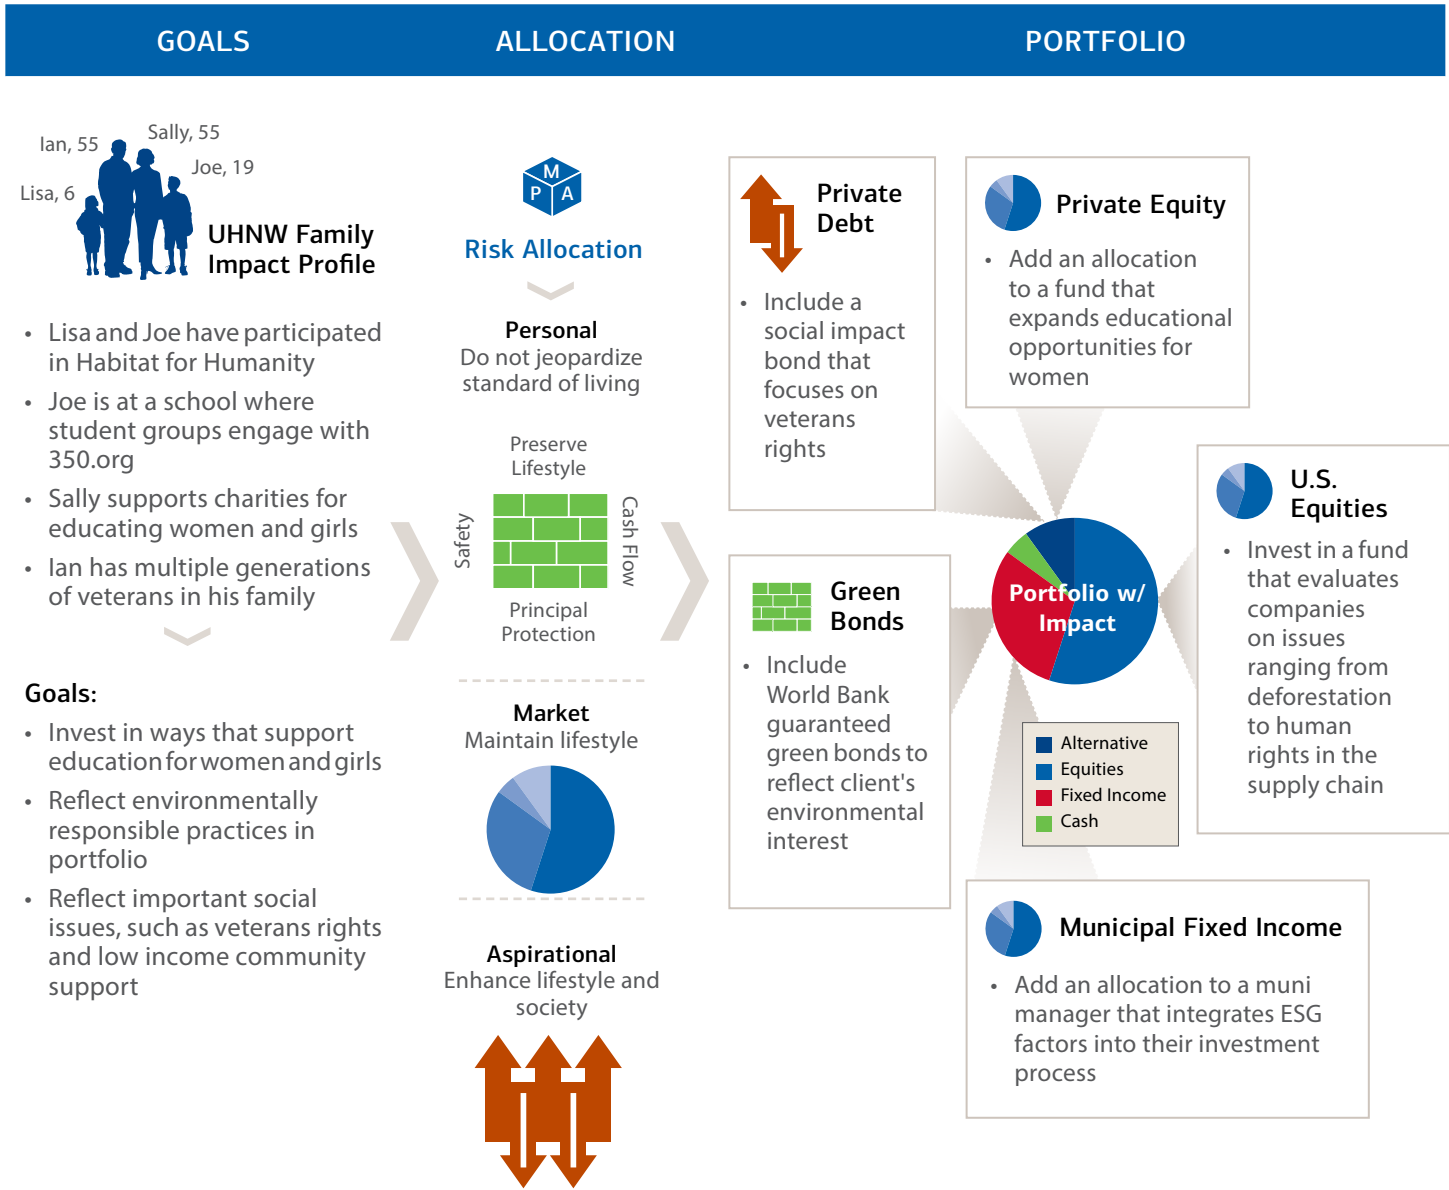 GOALS
ALLOCATION
PORTFOLIO
Ian, 55
Sally, 55
Joe, 19
Lisa, 6
UHNW Family
Impact Profile
• Lisa and Joe have participated
in Habitat for Humanity
• Joe is at a school where
student groups engage with
350.org
• Sally supports charities for
educating women and girls
• Ian has multiple generations
of veterans in his family
Goals:
• Invest in ways that support
education for women and girls
• Reflect environmentally
responsible practices in
portfolio
• Reflect important social
issues, such as veterans rights
and low income community
support
M
P A
Risk Allocation
Personal
Do not jeopardize
standard of living
Preserve
Lifestyle
Safety
Cash Flow
Principal
Protection
Market
Maintain lifestyle
Aspirational
Enhance lifestyle and
society
Private
Debt
• Include a
social impact
bond that
focuses on
veterans
rights
Private Equity
• Add an allocation
to a fund that
expands educational
opportunities for
women
Green
Bonds
• Include
World Bank
guaranteed
green bonds to
reflect client's
environmental
interest
Portfolio w/
Impact
Alternative
Equities
Fixed Income
Cash
U.S.
Equities
• Invest in a fund
that evaluates
companies
on issues
ranging from
deforestation
to human
rights in the
supply chain
Municipal Fixed Income
• Add an allocation to a muni
manager that integrates ESG
factors into their investment
process